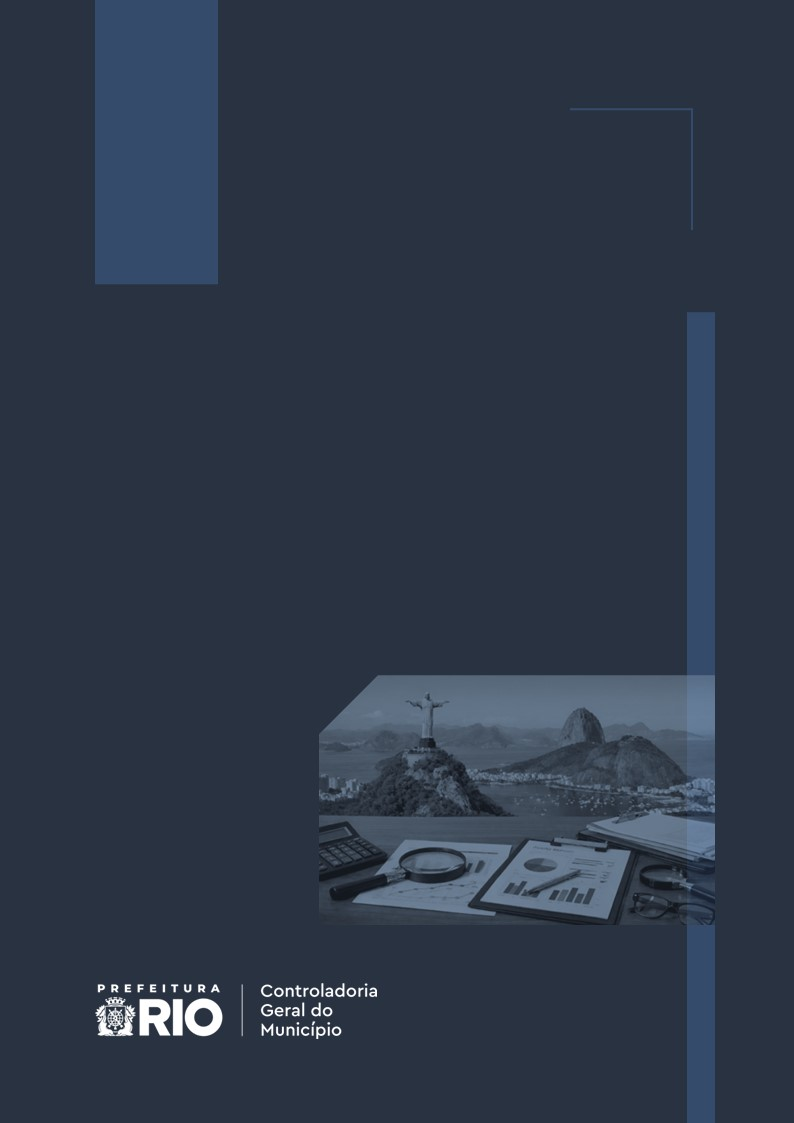 PREFEITURA
RIO
Controladoria
Geral do
Município